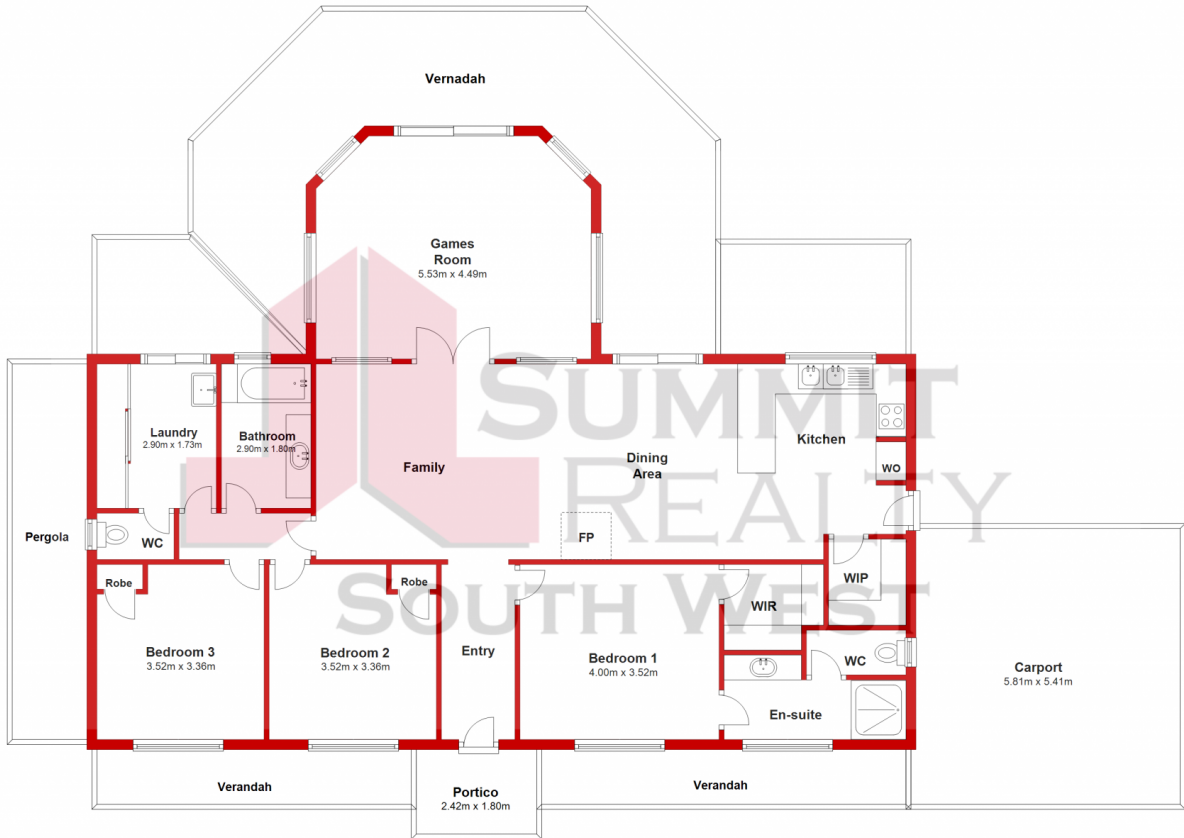 Vernadah
Games
Room
5.53m x 4.49m
Laundry
2.90m x 1.73m
Bathroom
2.90m x 1.80m
Family
Dining
Area
Kitchen
WO
Pergola
WC
FP
WIP
Robe
Robe
WIR
Bedroom 3
3.52m x 3.36m
Bedroom 2
3.52m x 3.36m
Entry
Bedroom 1
4.00m x 3.52m
WC
En-suite
Carport
5.81m x 5.41m
Verandah
Portico
2.42m x 1.80m
Verandah
SUMMIT
REALTY
SOUTH WEST